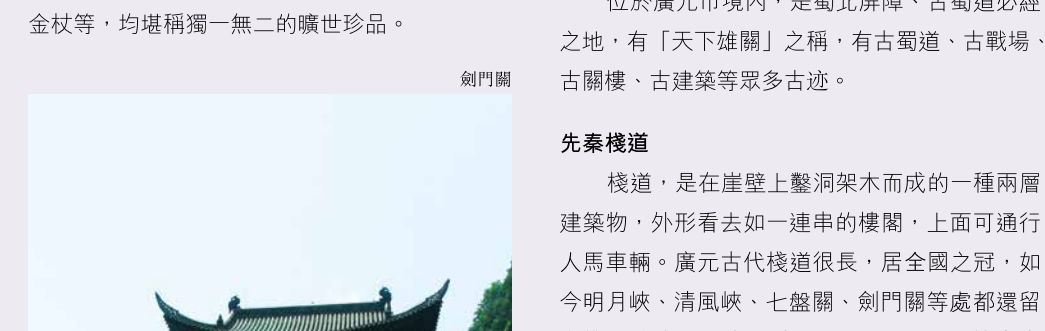 金杖等，均堪稱獨一無二的曠世珍品。
劍門關
位於廣元市境內，是蜀北屏障、古蜀道必經
之地，有「天下雄關」之稱，有古蜀道、古戰場、
古關樓、古建築等眾多古迹。
先秦棧道
棧道，是在崖壁上鑿洞架木而成的一種兩層
建築物，外形看去如一連串的樓閣，上面可通行
人馬車輛。廣元古代棧道很長，居全國之冠，如
今明月峽、清風峽、七盤關、劍門關等處都還留